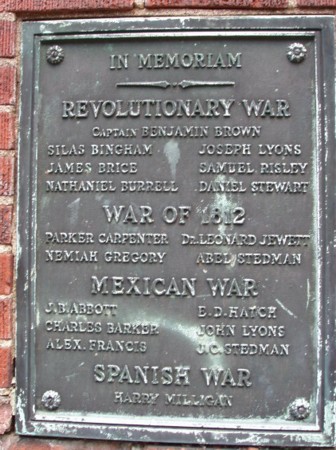 IN MEMORIAM
REVOLUTIONARY WAR
CAPTAIN BENJAMIN BROWN
SILAS BINGHAM JOSEPH LYONS
JAMES BRICE SAMUEL RISLEY
NATHANIEL BURRELL DANIEL STEWART
WAR OF 1812
PARKER CARPENTER DR. LEONARD JEWETT
NEMIAH GREGORY ABEL STEDMAN
MEXICAN WAR
J.B. ABBOTT E.D. HATCH
CHARLES BARKER JOHN LYONS
ALEX. FRANCIS J.C. STEDMAN
SPANISH WAR
HARRY MILLIGAN